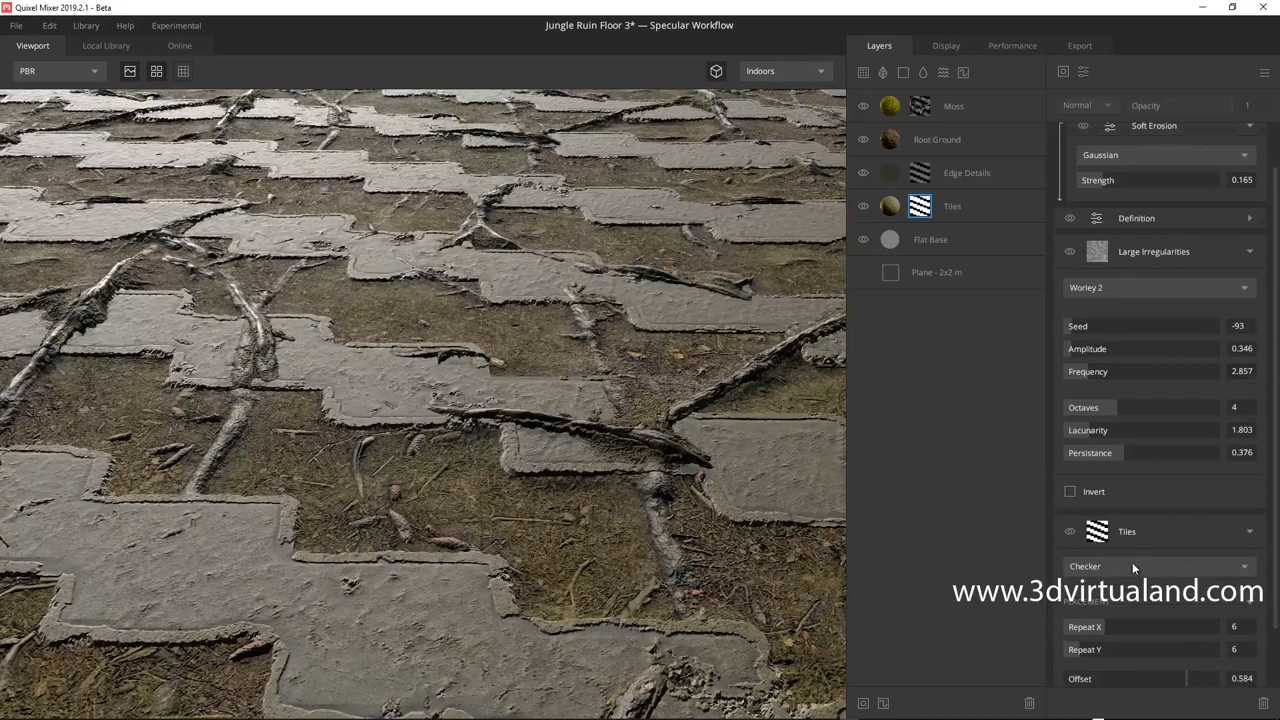 Quixel Mixer 2019.2.1 - Beta
File Edit Library Help Experimental
Jungle Ruin Floor 3* — Specular Workflow
Viewport Local Library Online
PBR
Indoors
Layers Display Performance Export
Normal Opacity 1
Moss
Root Ground
Edge Details
Tiles
Flat Base
Plane - 2x2 m
Soft Erosion
Gaussian
Strength 0.165
Definition
Large Irregularities
Worley 2
Seed -93
Amplitude 0.346
Frequency 2.857
Octaves 4
Lacunarity 1.803
Persistance 0.376
Invert
Tiles
Checker
www.3dvirtualand.com
PLACEMENT
Repeat X 6
Repeat Y 6
Offset 0.584